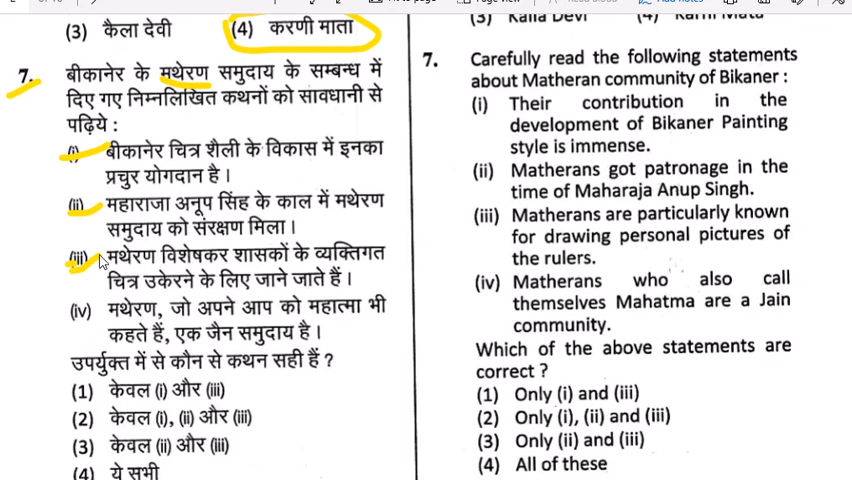 (3) कैला देवी
(4) करणी माता
7. बीकानेर के मथेरण समुदाय के सम्बन्ध में
दिए गए निम्नलिखित कथनों को सावधानी से
पढ़िये :
(i) बीकानेर चित्र शैली के विकास में इनका
प्रचुर योगदान है।
(ii) महाराजा अनूप सिंह के काल में मथेरण
समुदाय को संरक्षण मिला।
(iii) मथेरण विशेषकर शासकों के व्यक्तिगत
चित्र उकेरने के लिए जाने जाते हैं।
(iv) मथेरण, जो अपने आप को महात्मा भी
कहते हैं, एक जैन समुदाय है।
उपर्युक्त में से कौन से कथन सही हैं ?
(1) केवल (i) और (iii)
(2) केवल (i), (ii) और (iii)
(3) केवल (ii) और (iii)
(4) ये सभी
(3) Kaila Devi
(4) Karni Mata
7. Carefully read the following statements
about Matheran community of Bikaner :
(i) Their contribution in the
development of Bikaner Painting
style is immense.
(ii) Matherans got patronage in the
time of Maharaja Anup Singh.
(iii) Matherans are particularly known
for drawing personal pictures of
the rulers.
(iv) Matherans who also call
themselves Mahatma are a Jain
community.
Which of the above statements are
correct ?
(1) Only (i) and (iii)
(2) Only (i), (ii) and (iii)
(3) Only (ii) and (iii)
(4) All of these